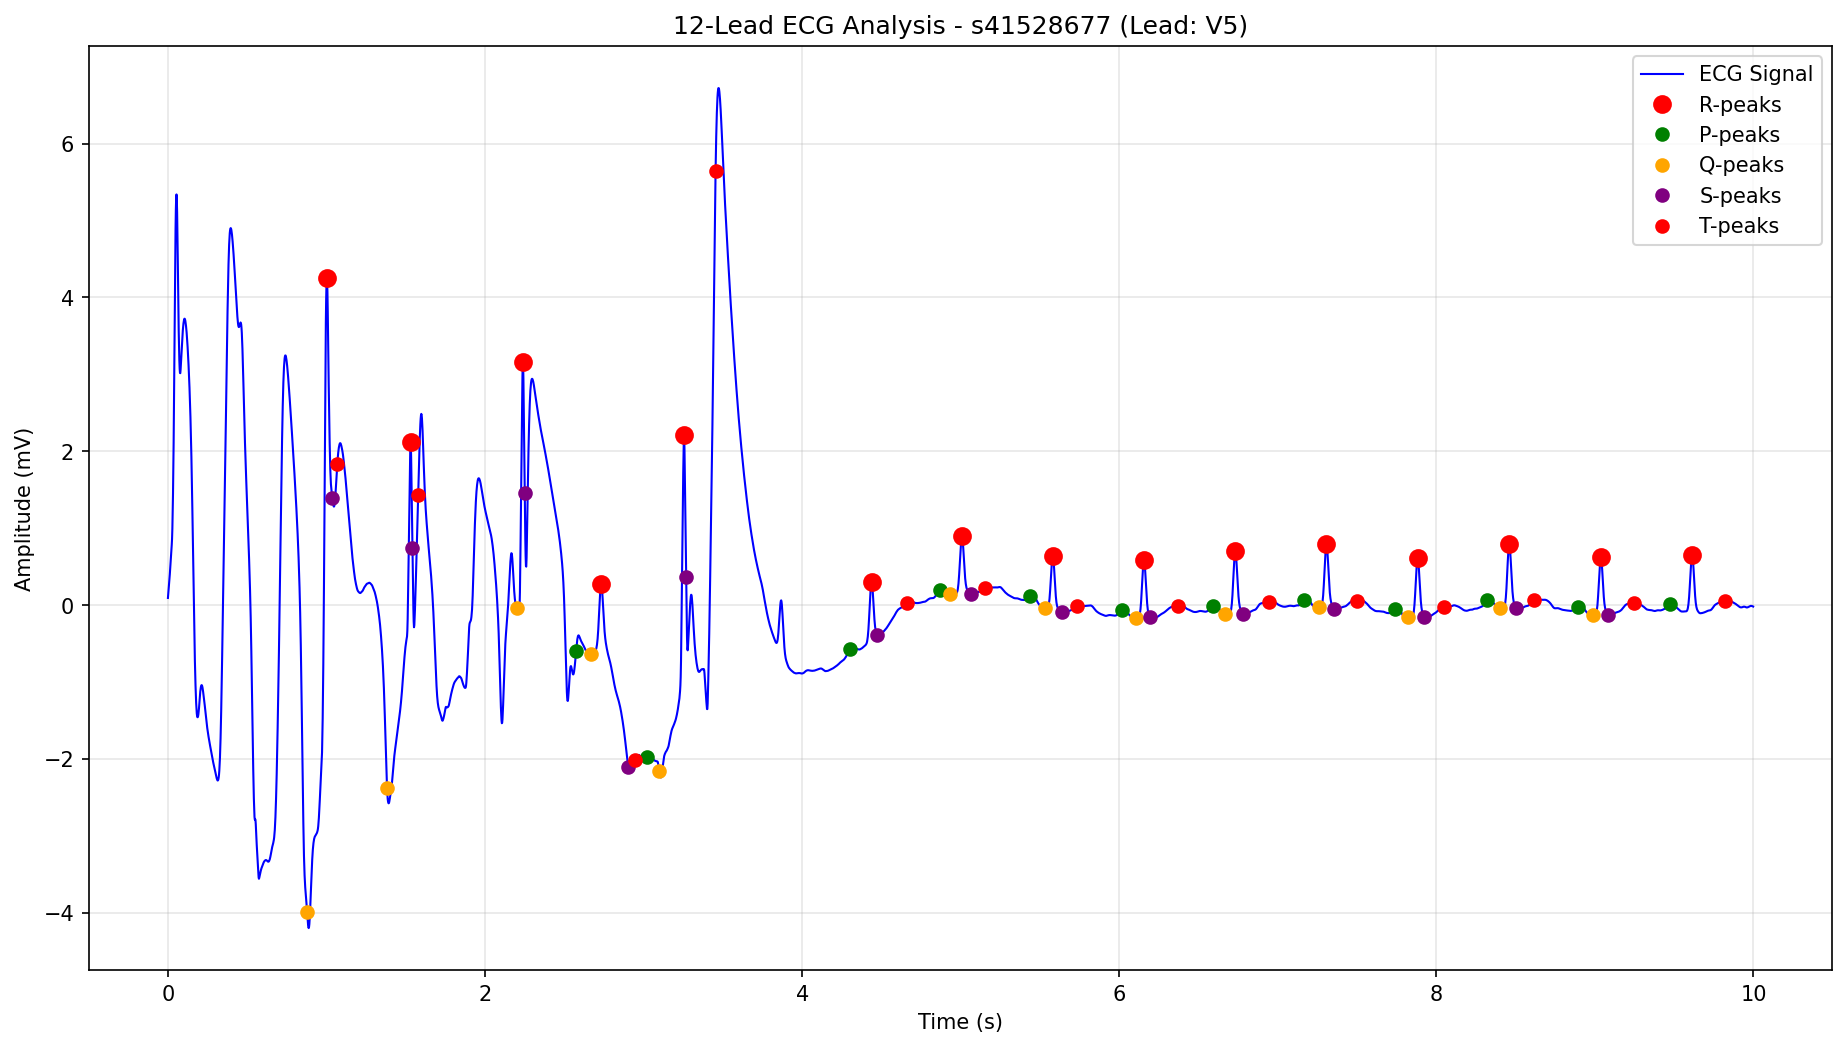 12-Lead ECG Analysis - s41528677 (Lead: V5)
ECG Signal
R-peaks
P-peaks
Q-peaks
S-peaks
T-peaks
Amplitude (mV)
6
4
2
0
−2
−4
0
2
4
6
8
10
Time (s)